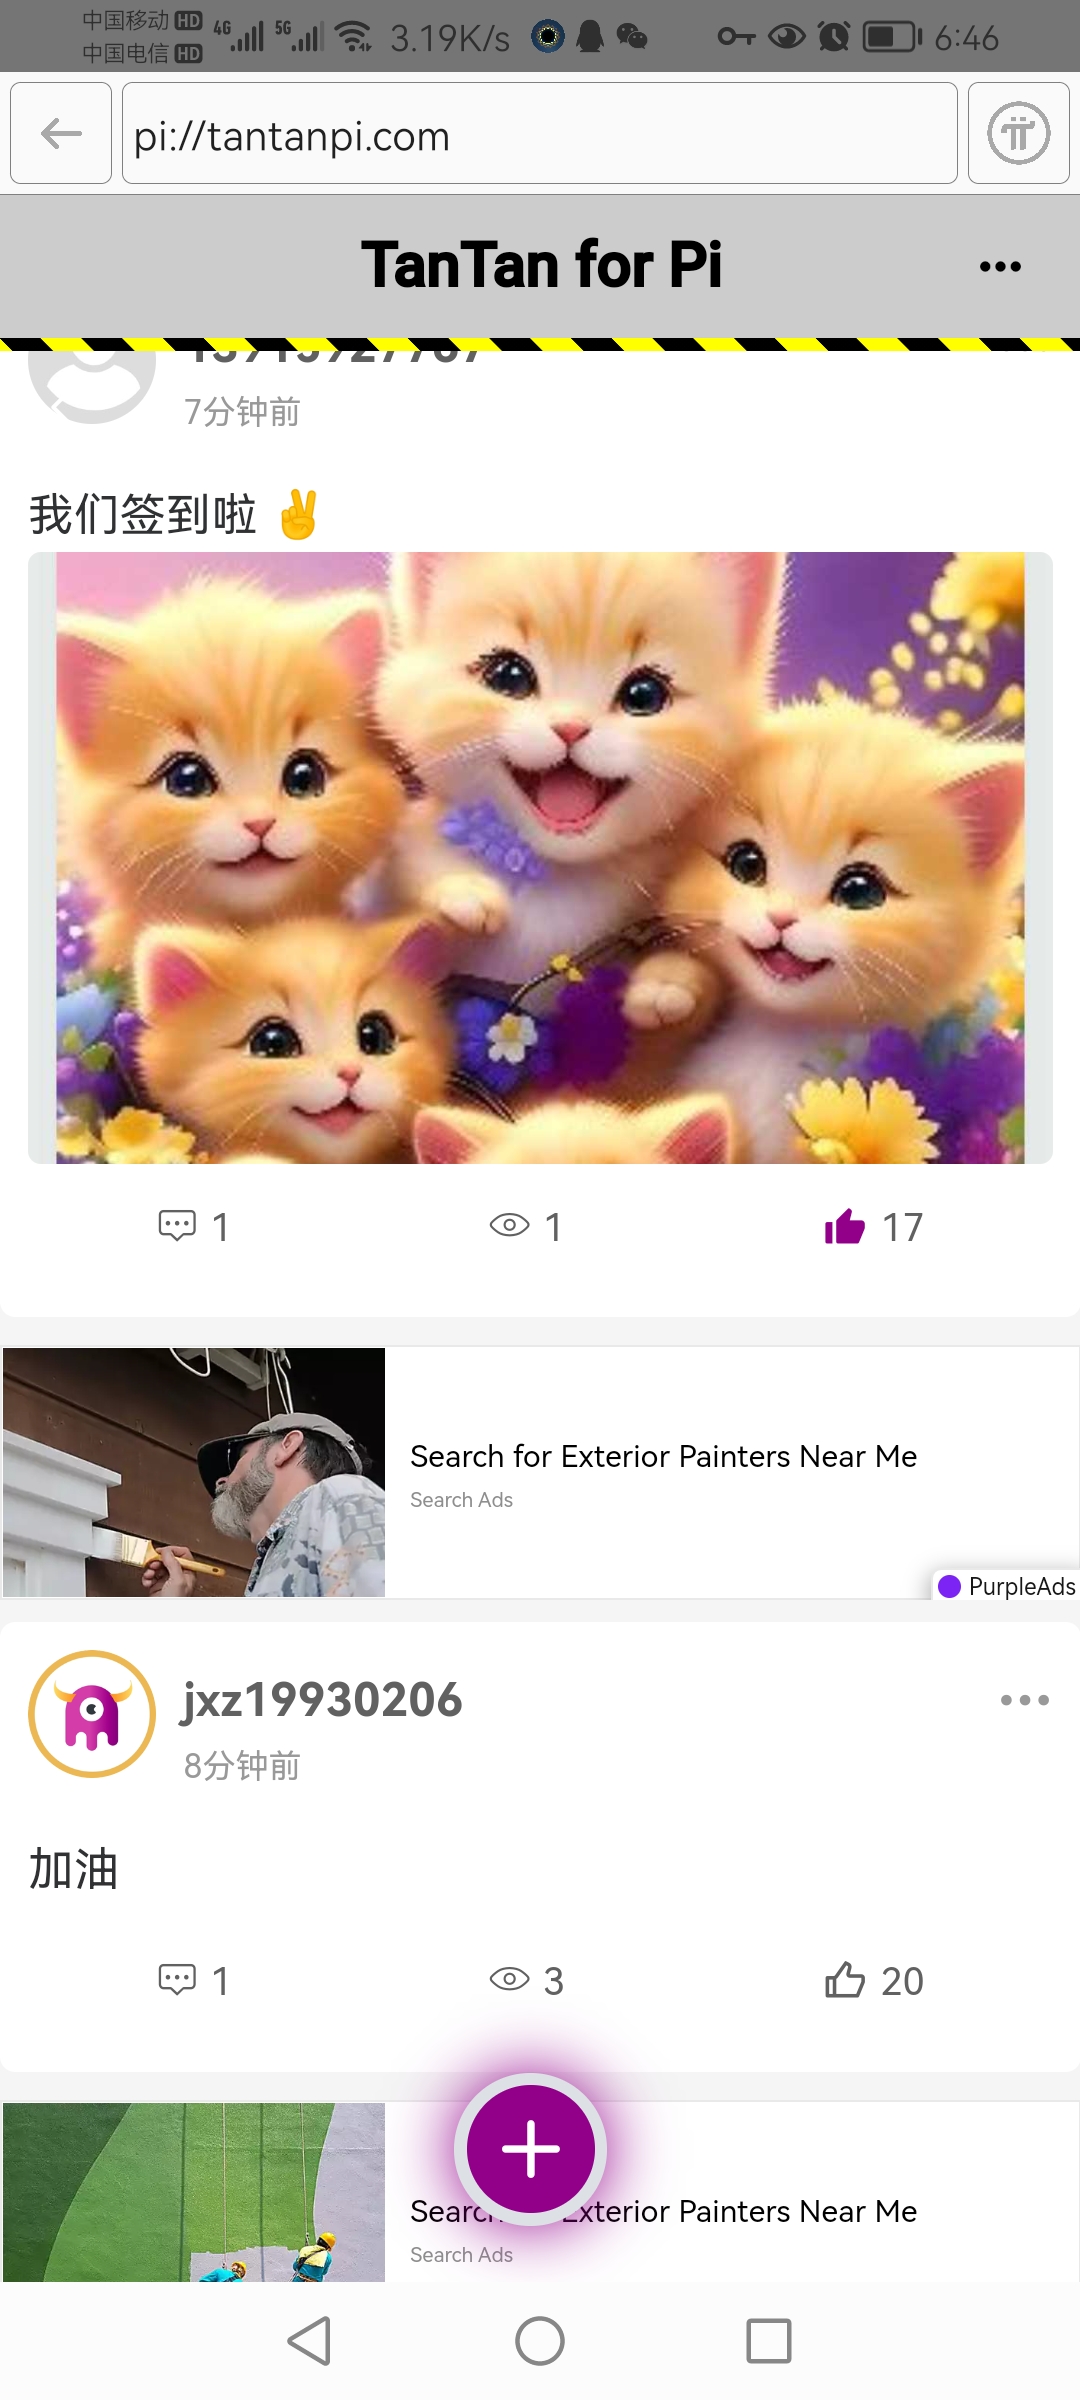 中国移动 HD 4G 5G 3.19K/s 6:46
中国电信 HD
pi://tantanpi.com
TanTan for Pi
7分钟前
我们签到啦 ✌
1 1 17
Search for Exterior Painters Near Me
Search Ads
PurpleAds
jxz19930206
8分钟前
加油
1 3 20
Search Exterior Painters Near Me
Search Ads